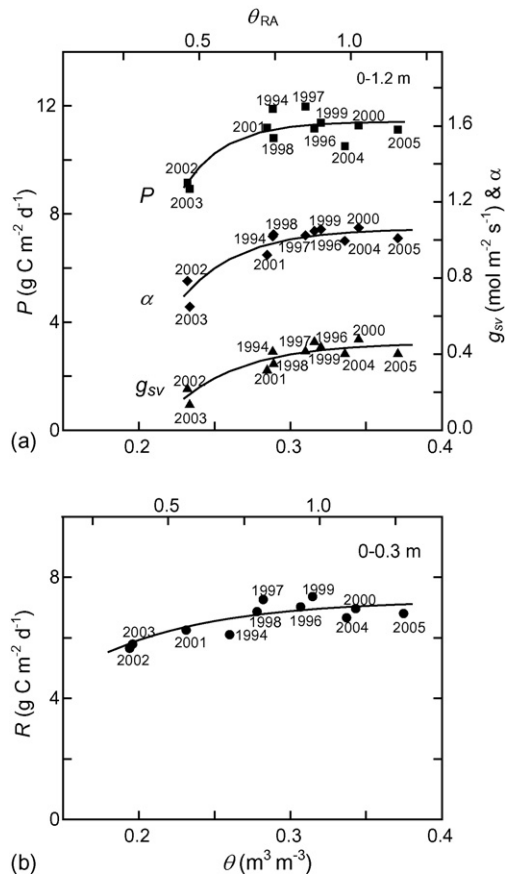 θRA
0.5 1.0
0-1.2 m
12
8
4
0
P (g C m-2 d-1)
1.6
1.2
0.8
0.4
0.0
gsv (mol m-2 s-1) & α
1994 1997
2001 1999 2000
1998 1996 2005
2002 2004
P 2003
1998 2000
1994 1999
2002 1997 1996 2004 2005
α 2001
2003
2000
1994 1997 1996
gsv 2002 1998 1999 2004 2005
2001
2003
(a) 0.2 0.3 0.4
0.5 1.0
0-0.3 m
8
4
0
R (g C m-2 d-1)
1997 1999
2000
2003 1998 1996
2002 2001 1994 2004 2005
0.2 0.3 0.4
(b) θ (m3 m-3)